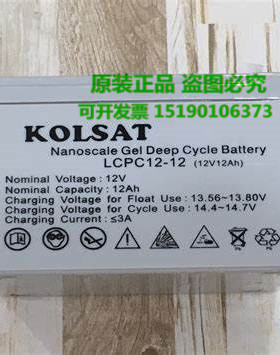 原装正品 盗图必究
可开发票 15190106373
KOLSAT
Nanoscale Gel Deep Cycle Battery
LCPC12-12 (12V12Ah)
Nominal Voltage : 12V
Nominal Capacity : 12Ah
Charging Voltage for Float Use : 13.56~13.80V
Charging Voltage for Cycle Use : 14.4~14.7V
Charging Current : ≤3A